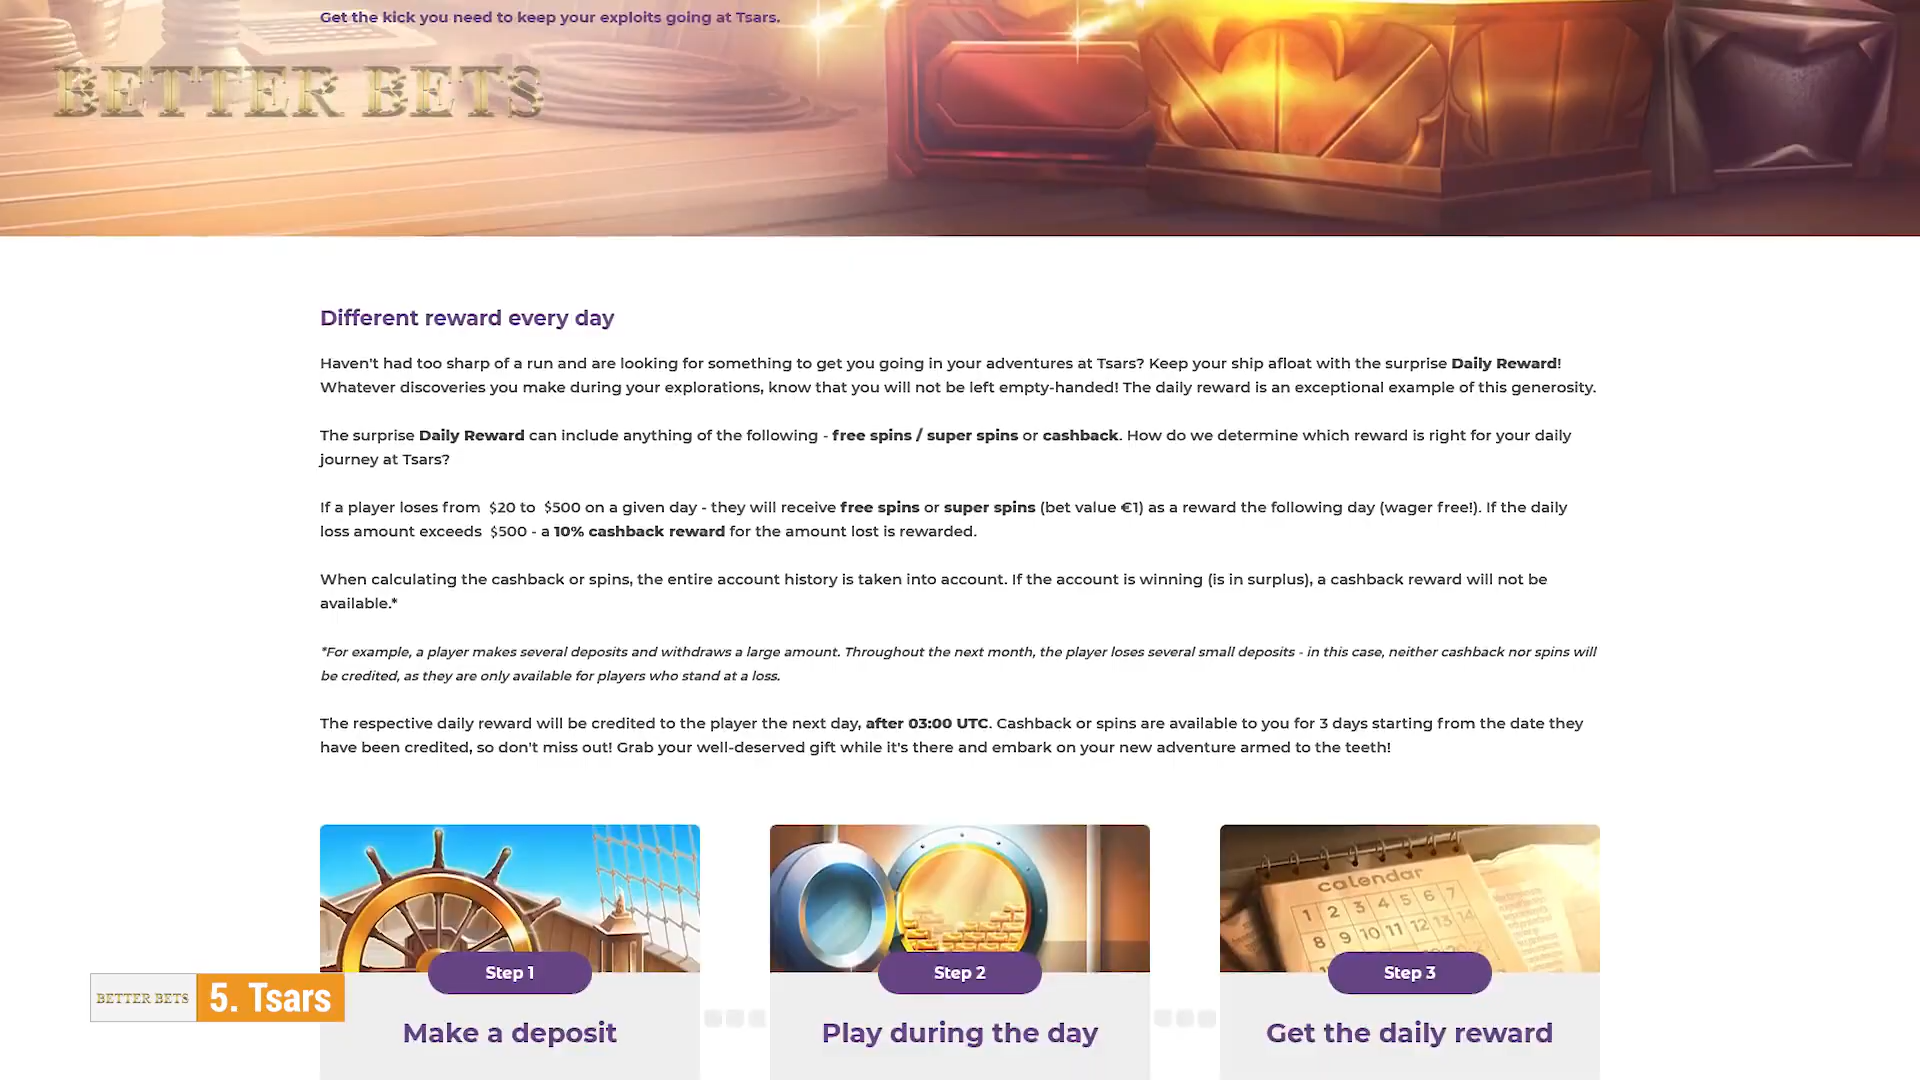 Get the kick you need to keep your exploits going at Tsars.
BETTER BETS
Different reward every day
Haven't had too sharp of a run and are looking for something to get you going in your adventures at Tsars? Keep your ship afloat with the surprise Daily Reward!
Whatever discoveries you make during your explorations, know that you will not be left empty-handed! The daily reward is an exceptional example of this generosity.
The surprise Daily Reward can include anything of the following - free spins / super spins or cashback. How do we determine which reward is right for your daily
journey at Tsars?
If a player loses from $20 to $500 on a given day - they will receive free spins or super spins (bet value €1) as a reward the following day (wager free!). If the daily
loss amount exceeds $500 - a 10% cashback reward for the amount lost is rewarded.
When calculating the cashback or spins, the entire account history is taken into account. If the account is winning (is in surplus), a cashback reward will not be
available.*
*For example, a player makes several deposits and withdraws a large amount. Throughout the next month, the player loses several small deposits - in this case, neither cashback nor spins will
be credited, as they are only available for players who stand at a loss.
The respective daily reward will be credited to the player the next day, after 03:00 UTC. Cashback or spins are available to you for 3 days starting from the date they
have been credited, so don't miss out! Grab your well-deserved gift while it's there and embark on your new adventure armed to the teeth!
calendar
1 2 3 4 5 6 7
8 9 10 11 12 13 14
Step 1
Step 2
Step 3
BETTER BETS
5. Tsars
Make a deposit
Play during the day
Get the daily reward